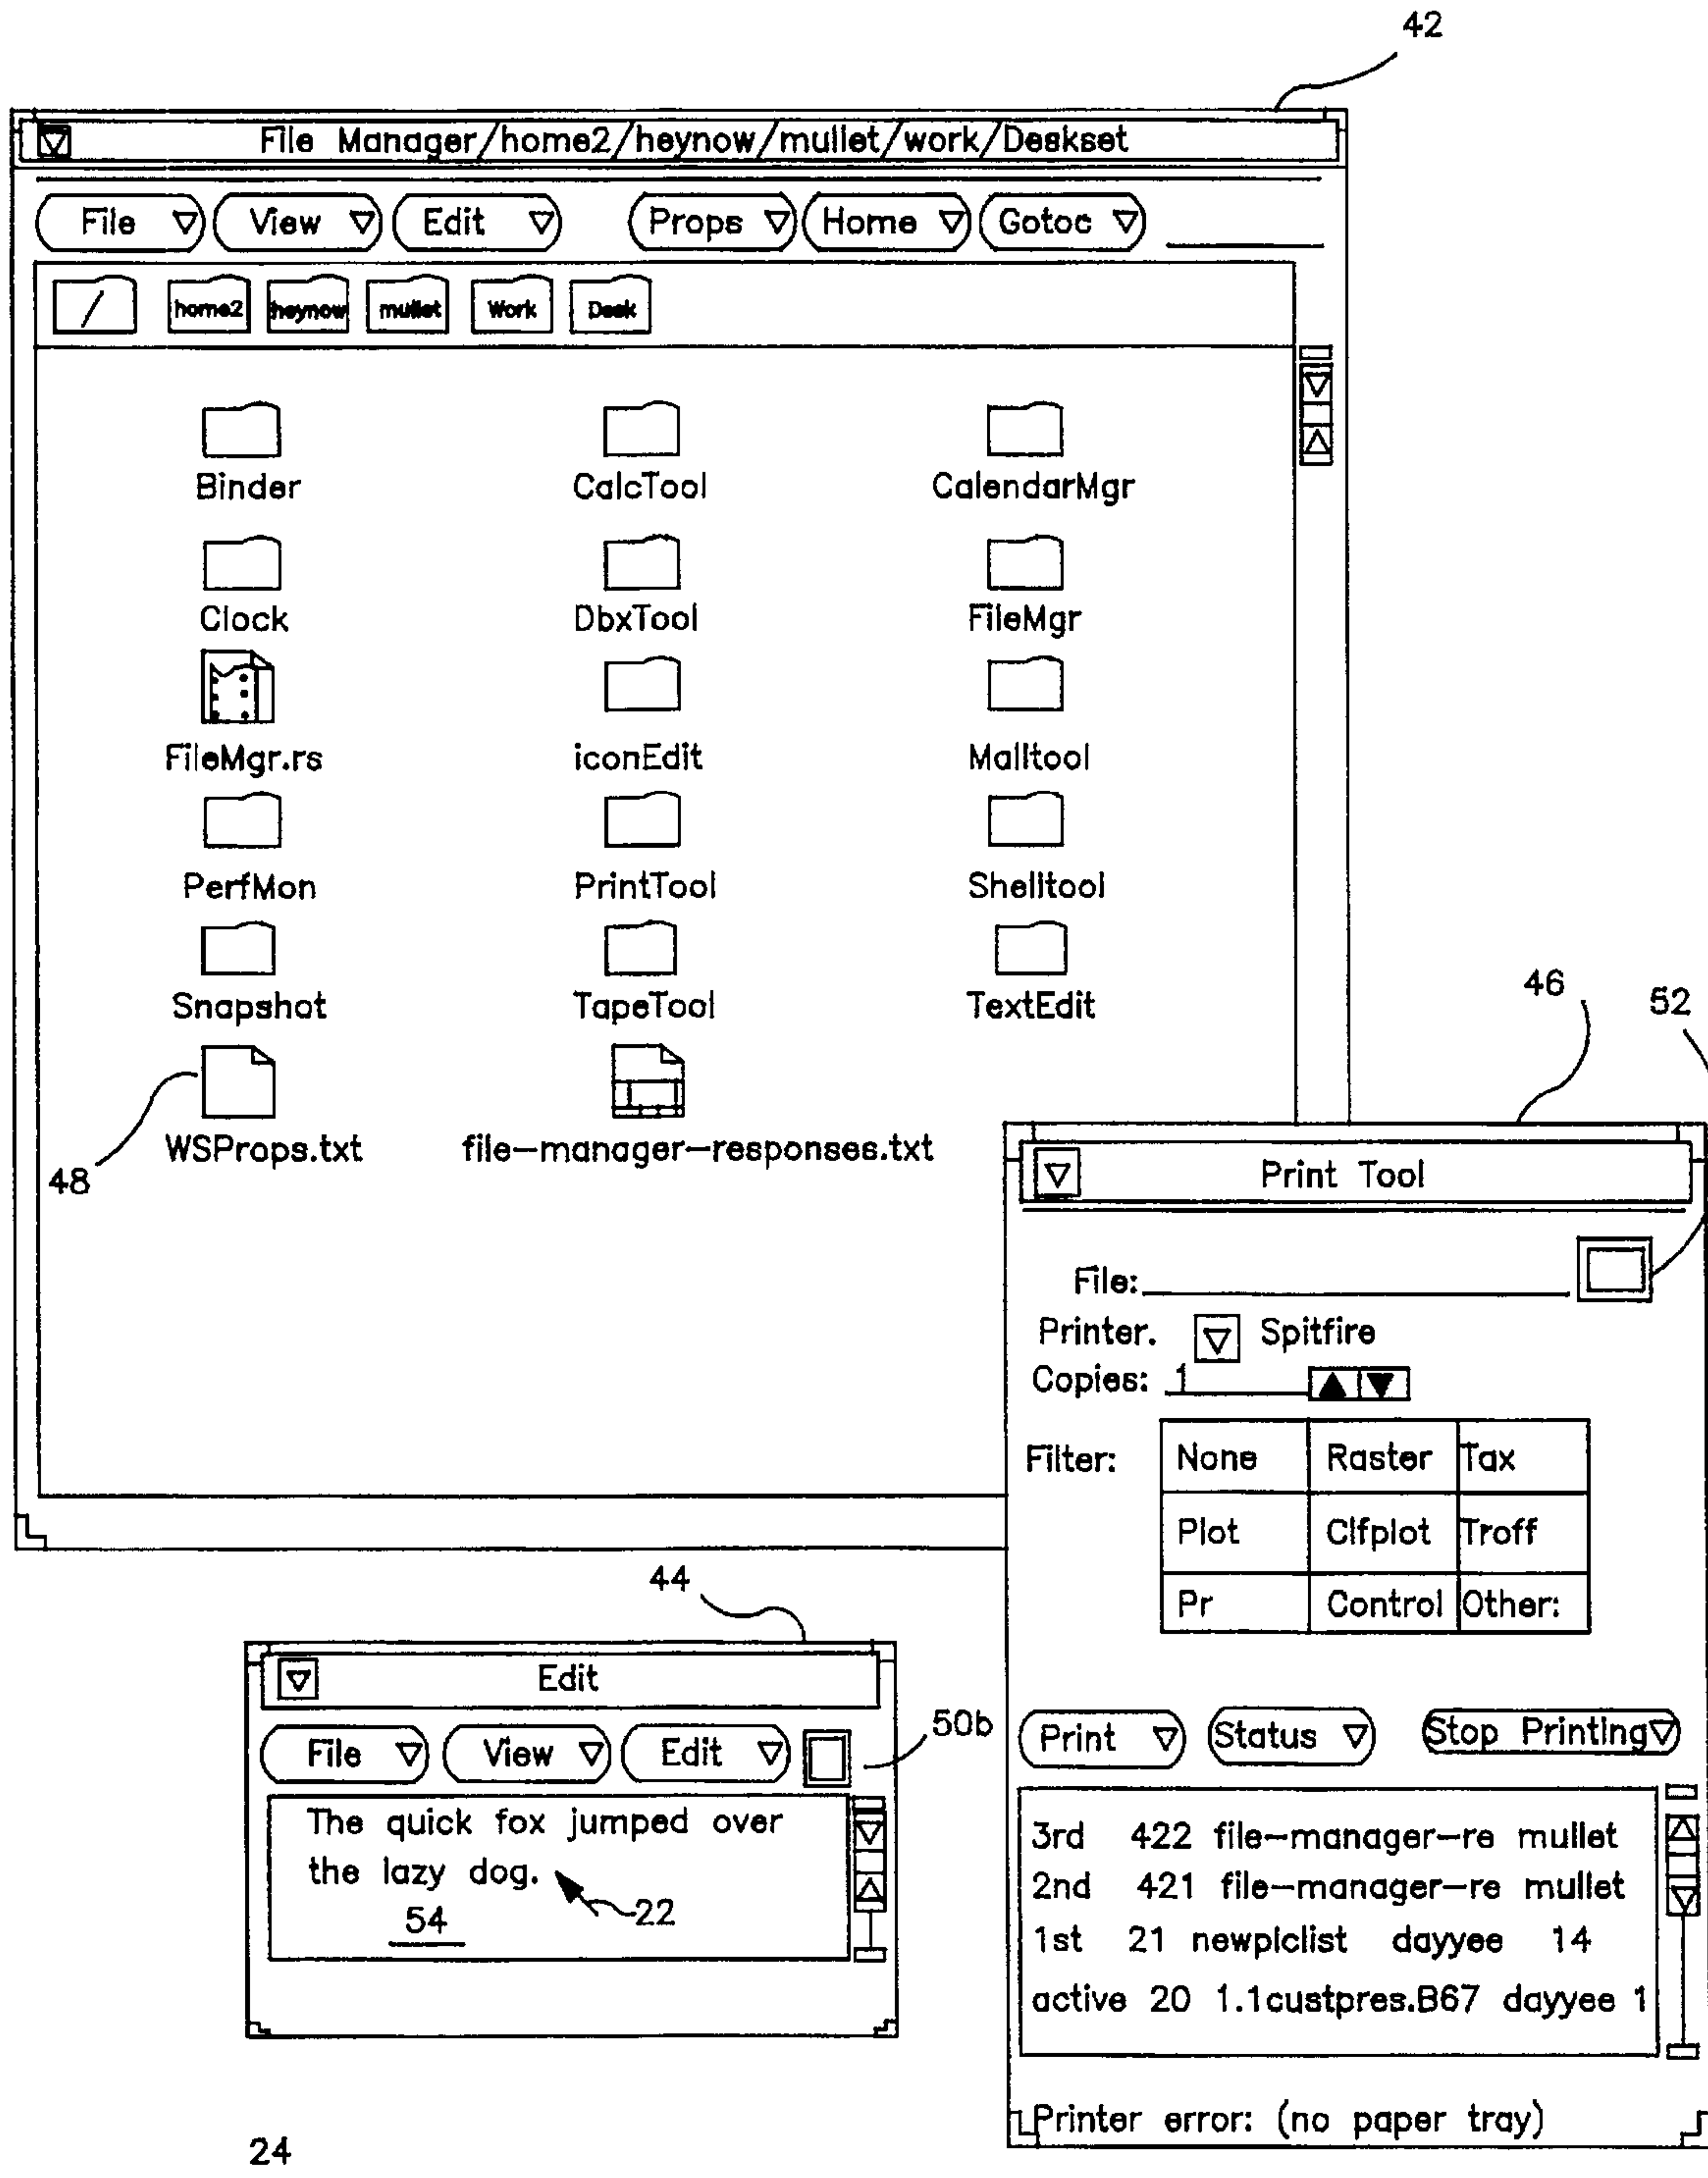 42
File Manager/home2/heynow/mullet/work/Deskset
File View Edit Props Home Gotoc
/ home2 heynow mullet Work Desk
Binder CalcTool CalendarMgr
Clock DbxTool FileMgr
FileMgr.rs iconEdit Malltool
PerfMon PrintTool Shelltool
Snapshot TapeTool TextEdit
46
52
WSProps.txt file-manager-responses.txt
48
Print Tool
File:
Printer. Spitfire
Copies: 1
Filter: None Raster Tax
Plot Clfplot Troff
Pr Control Other:
Print Status Stop Printing
3rd 422 file-manager-re mullet
2nd 421 file-manager-re mullet
1st 21 newplclist dayyee 14
active 20 1.1custpres.B67 dayyee 1
Printer error: (no paper tray)
44
Edit
File View Edit
50b
The quick fox jumped over
the lazy dog.
22
54
24